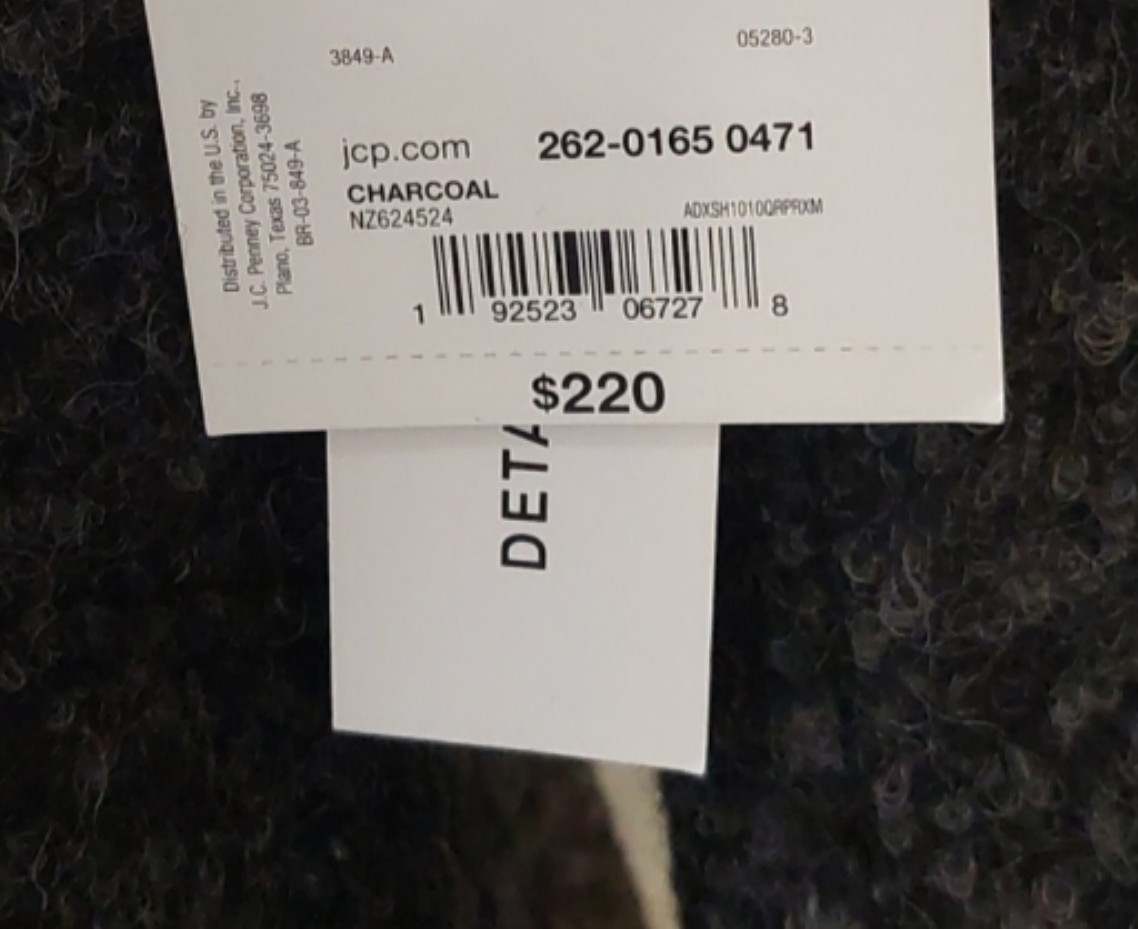 3849-A
05280-3
Distributed in the U.S. by
J.C. Penney Corporation, Inc.,
Plano, Texas 75024-3698
BR-03-849-A
jcp.com
262-0165 0471
CHARCOAL
NZ624524
ADXSH1010QRPRXM
1 92523 06727 8
$220
DETA